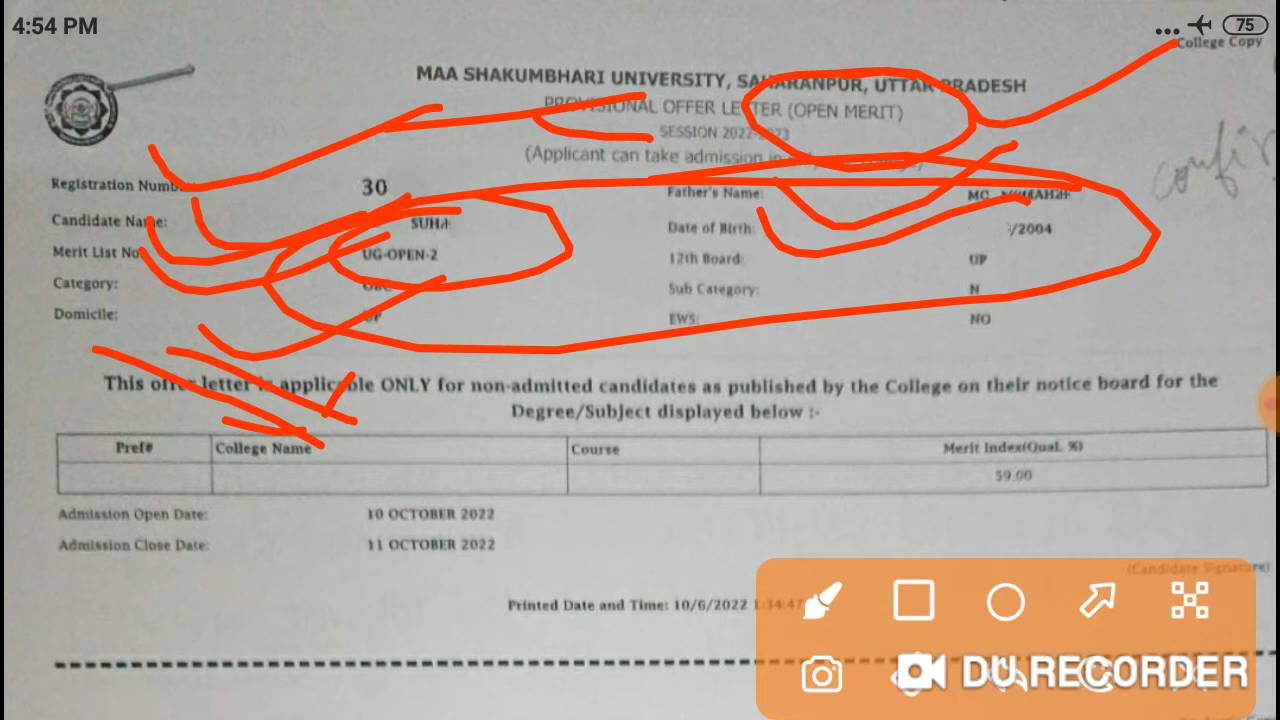 4:54 PM
75
College Copy
MAA SHAKUMBHARI UNIVERSITY, SAHARANPUR, UTTAR PRADESH
PROVISIONAL OFFER LETTER (OPEN MERIT)
SESSION 2022-2023
(Applicant can take admission in
Registration Numb
30
Father's Name:
Candidate Name:
Date of Birth:
/2004
Merit List No
UG-OPEN-2
12th Board:
UP
Category:
Sub Category:
N
Domicile:
EWS:
NO
This offer letter is applicable ONLY for non-admitted candidates as published by the College on their notice board for the
Degree/Subject displayed below :-
Pref# College Name Course Merit Index(Qual. %)
59.00
Admission Open Date: 10 OCTOBER 2022
Admission Close Date: 11 OCTOBER 2022
(Candidate Signature)
Printed Date and Time: 10/6/2022 1:34:47
DU RECORDER